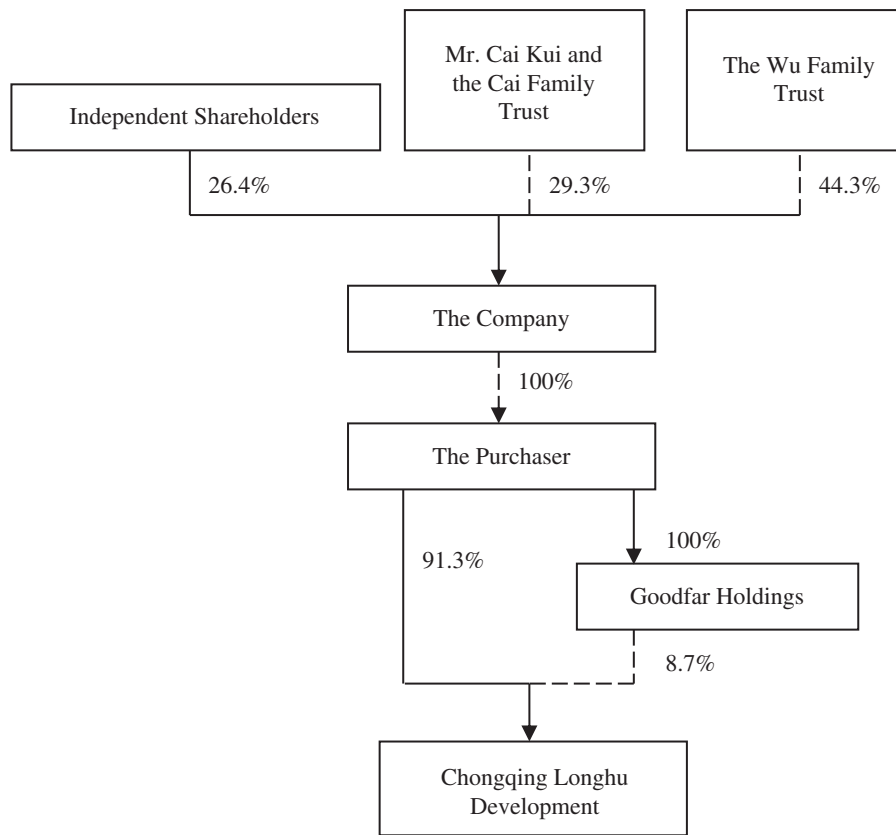 Independent Shareholders
Mr. Cai Kui and
the Cai Family
Trust
The Wu Family
Trust
26.4%
29.3%
44.3%
The Company
100%
The Purchaser
91.3%
100%
Goodfar Holdings
8.7%
Chongqing Longhu
Development